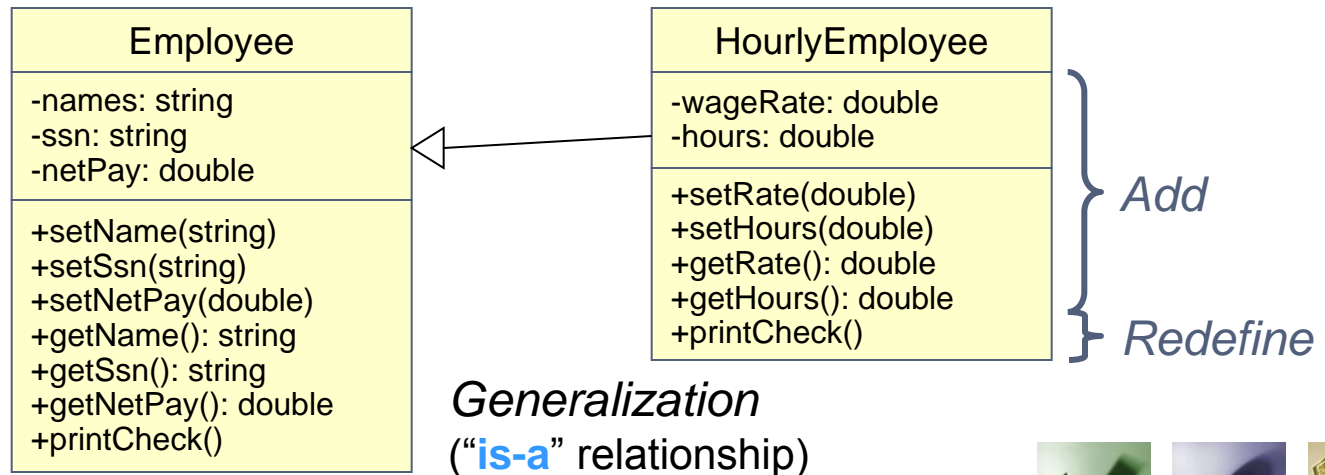 Employee
-names: string
-ssn: string
-netPay: double
+setName(string)
+setSsn(string)
+setNetPay(double)
+getName(): string
+getSsn(): string
+getNetPay(): double
+printCheck()
HourlyEmployee
-wageRate: double
-hours: double
+setRate(double)
+setHours(double)
+getRate(): double
+getHours(): double
+printCheck()
Add
Redefine
Generalization
(“is-a” relationship)